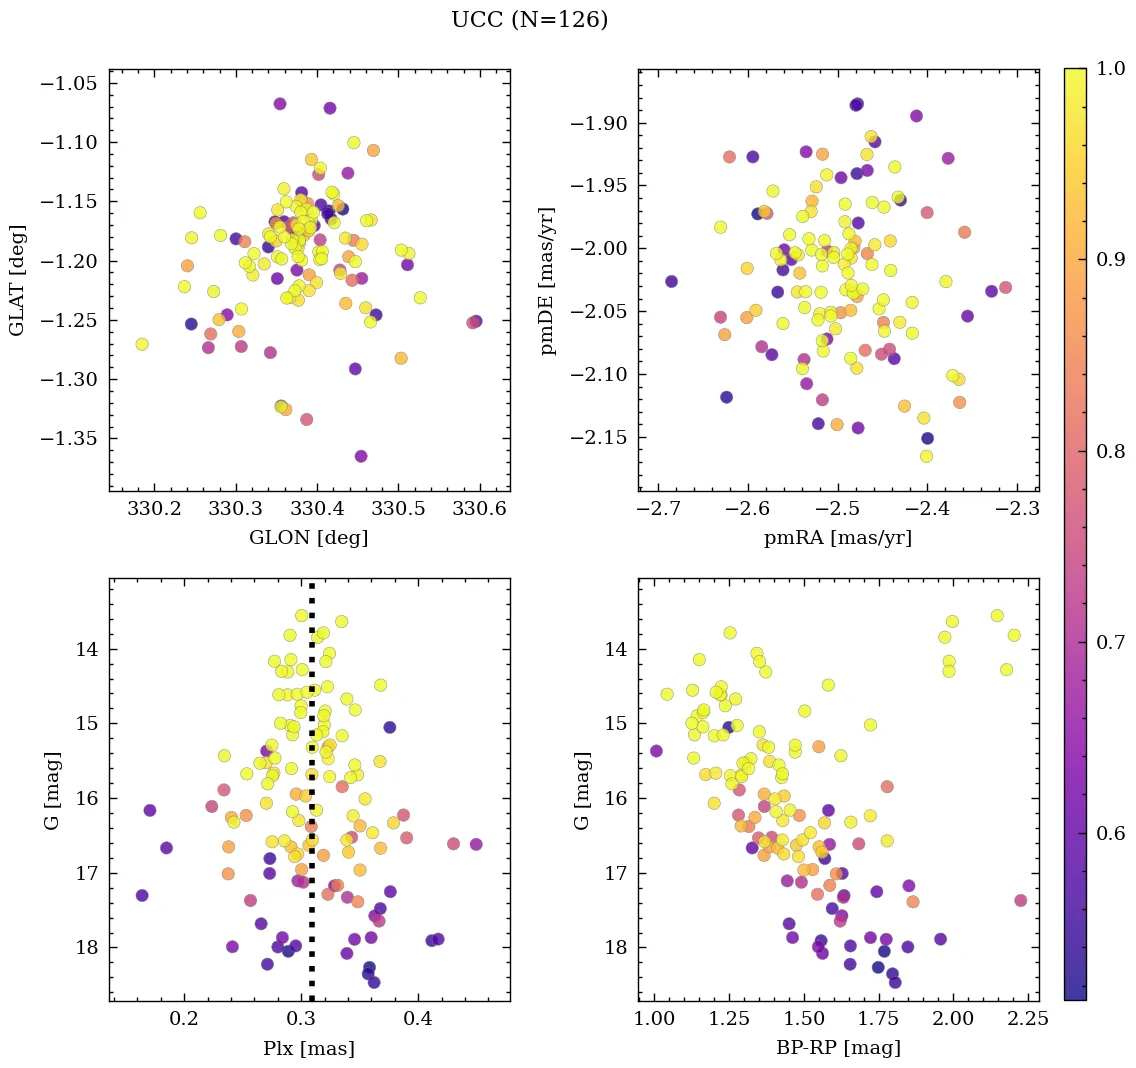 UCC (N=126)
−1.05
−1.10
−1.15
−1.20
−1.25
−1.30
−1.35
GLAT [deg]
330.2 330.3 330.4 330.5 330.6
GLON [deg]
−1.90
−1.95
−2.00
−2.05
−2.10
−2.15
pmDE [mas/yr]
−2.7 −2.6 −2.5 −2.4 −2.3
pmRA [mas/yr]
14
15
16
17
18
G [mag]
0.2 0.3 0.4
Plx [mas]
14
15
16
17
18
G [mag]
1.00 1.25 1.50 1.75 2.00 2.25
BP-RP [mag]
1.0
0.9
0.8
0.7
0.6